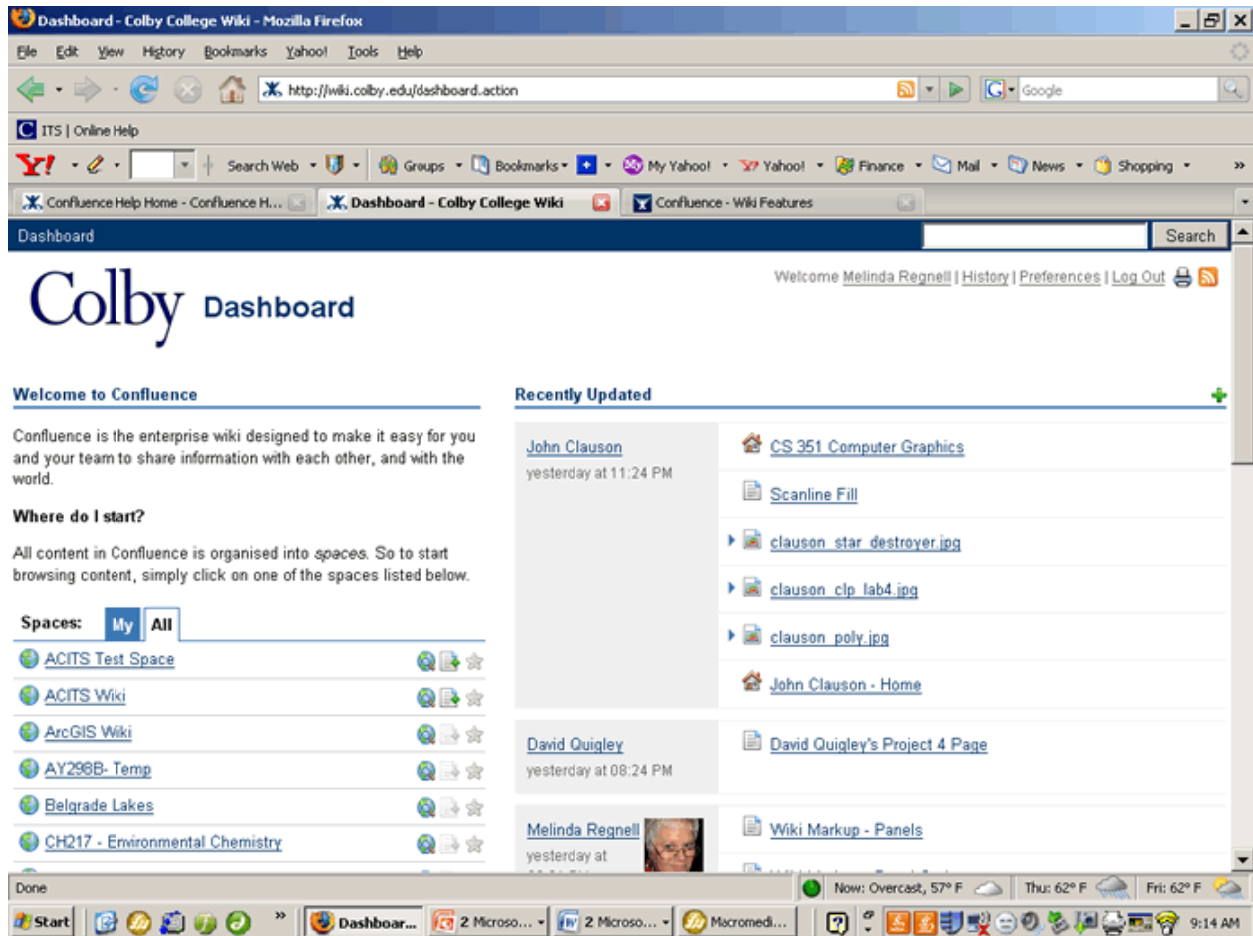 Dashboard - Colby College Wiki - Mozilla Firefox
File Edit View History Bookmarks Yahoo! Tools Help
http://wiki.colby.edu/dashboard.action
Google
ITS | Online Help
Y! Search Web Groups Bookmarks My Yahoo! Yahoo! Finance Mail News Shopping »
Confluence Help Home - Confluence H... Dashboard - Colby College Wiki Confluence - Wiki Features
Dashboard Search
Colby Dashboard
Welcome Melinda Regnell | History | Preferences | Log Out
Welcome to Confluence
Confluence is the enterprise wiki designed to make it easy for you
and your team to share information with each other, and with the
world.
Where do I start?
All content in Confluence is organised into spaces. So to start
browsing content, simply click on one of the spaces listed below.
Spaces: My All
ACITS Test Space
ACITS Wiki
ArcGIS Wiki
AY298B- Temp
Belgrade Lakes
CH217 - Environmental Chemistry
Recently Updated
John Clauson
yesterday at 11:24 PM
CS 351 Computer Graphics
Scanline Fill
clauson_star_destroyer.jpg
clauson_clp_lab4.jpg
clauson_poly.jpg
John Clauson - Home
David Quigley
yesterday at 08:24 PM
David Quigley's Project 4 Page
Melinda Regnell
yesterday at
Wiki Markup - Panels
Done
Now: Overcast, 57° F Thu: 62° F Fri: 62° F
Start » Dashboar... 2 Microso... 2 Microso... Macromedi... 9:14 AM